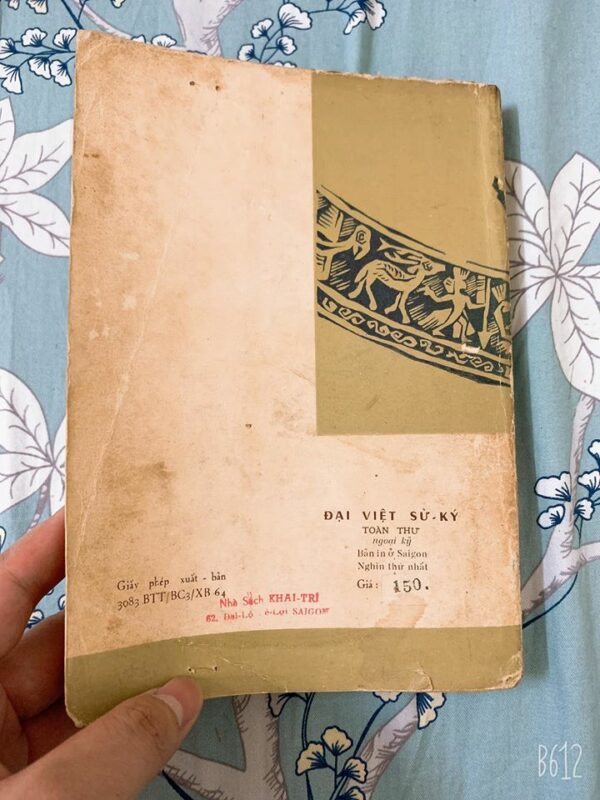 ĐẠI VIỆT SỬ-KÝ
TOÀN THƯ
ngoại kỷ
Bản in ở Saigon
Nghìn thứ nhất
Giá: 150.
Giấy phép xuất-bản
3083 BTT/BC3/XB 64
Nhà Sách KHAI-TRÍ
62, Đại-Lộ ê-Lợi SAIGON
B612